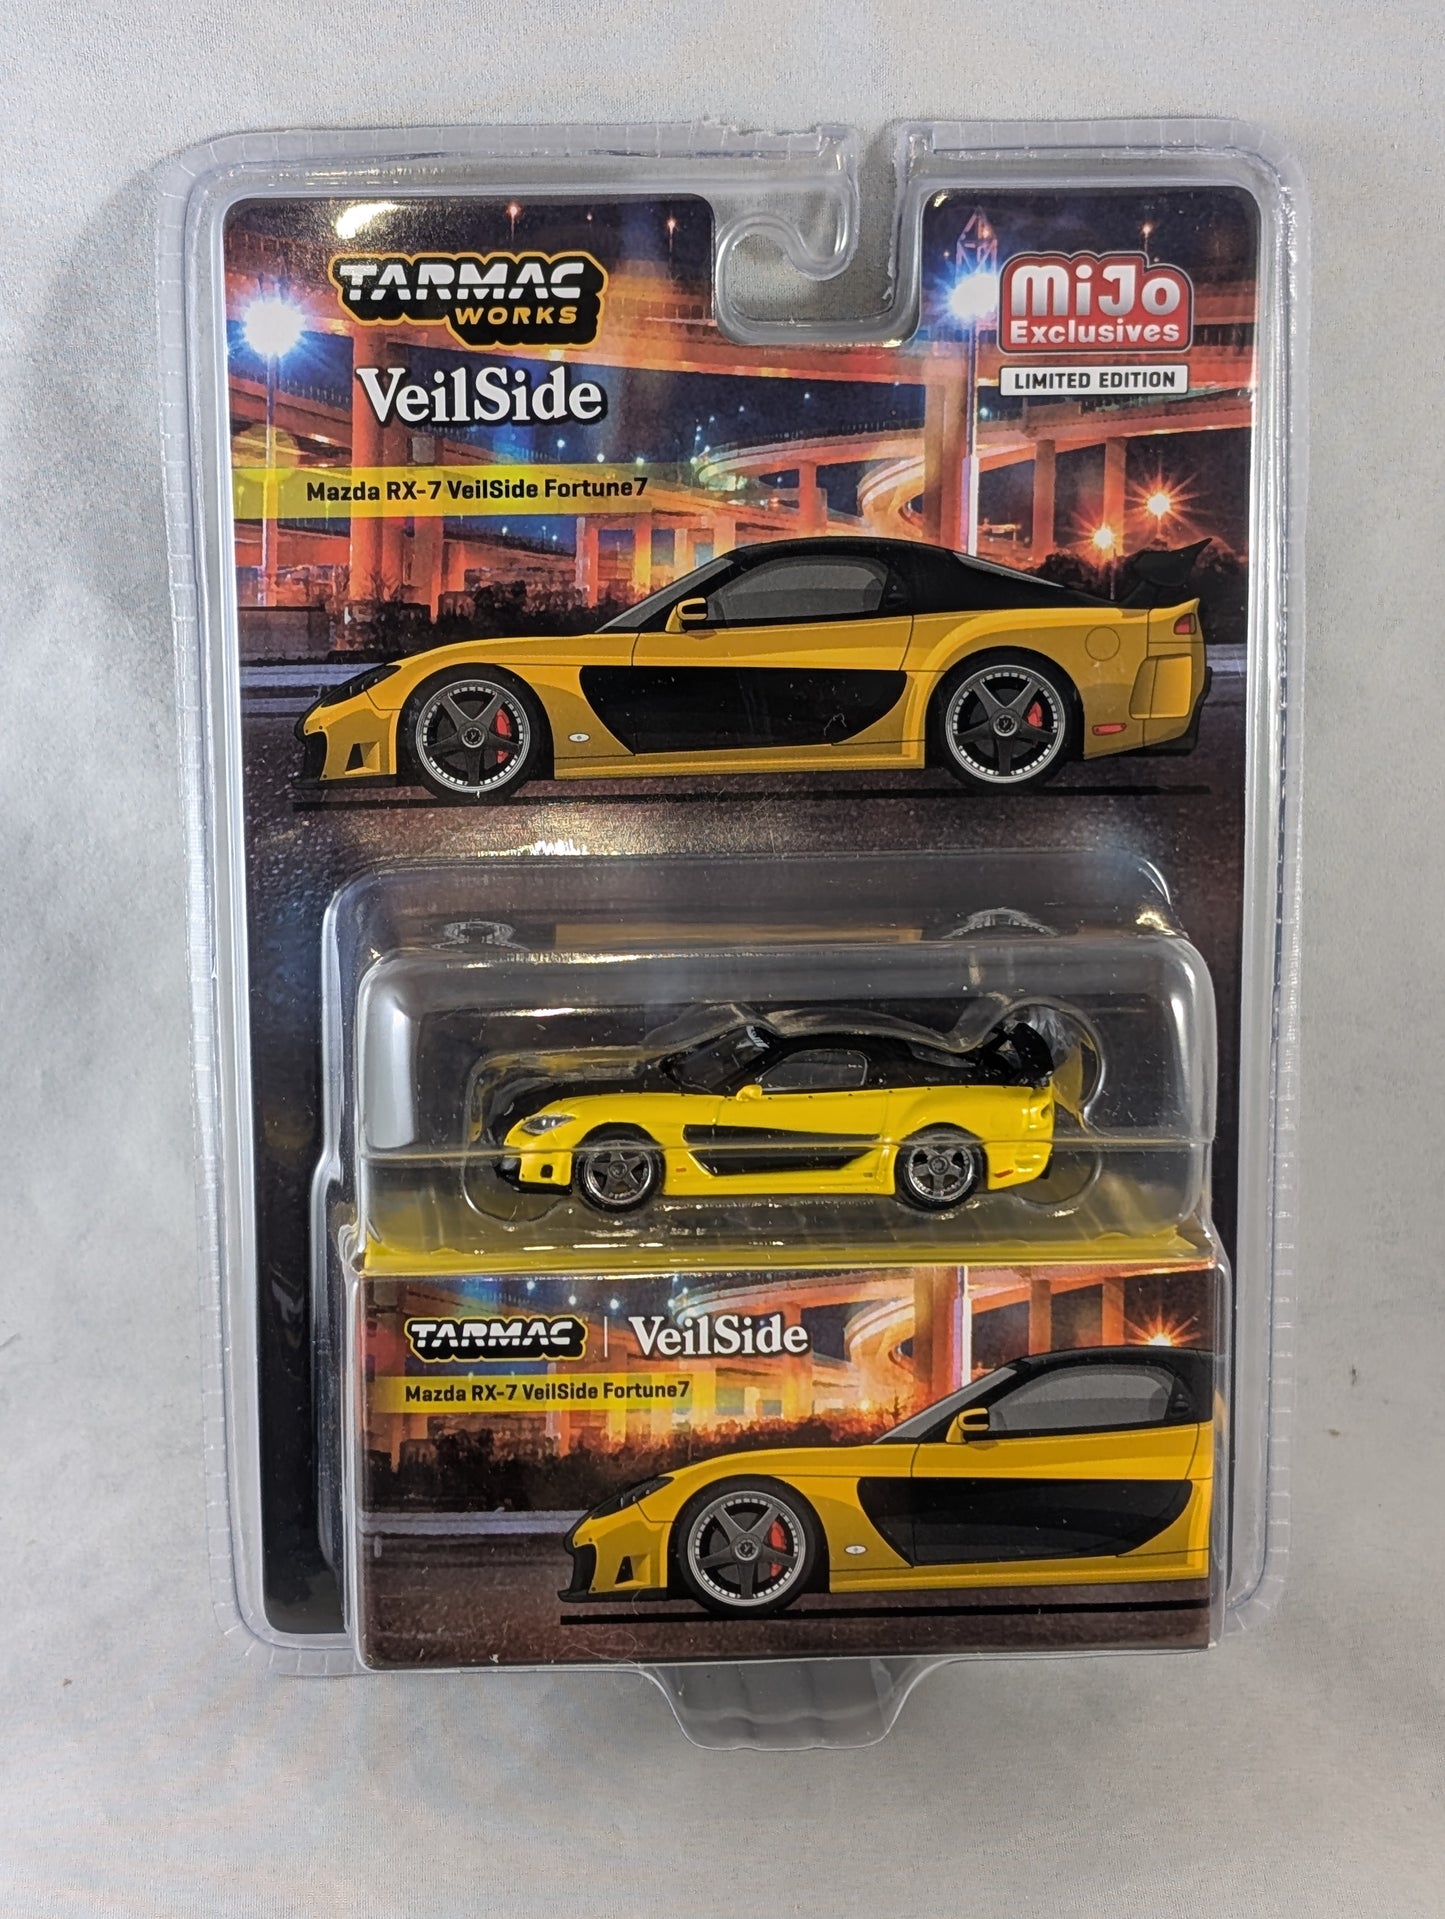 TARMAC
WORKS
VeilSide
MiJo
Exclusives
LIMITED EDITION
Mazda RX-7 VeilSide Fortune7
TARMAC | VeilSide
Mazda RX-7 VeilSide Fortune7